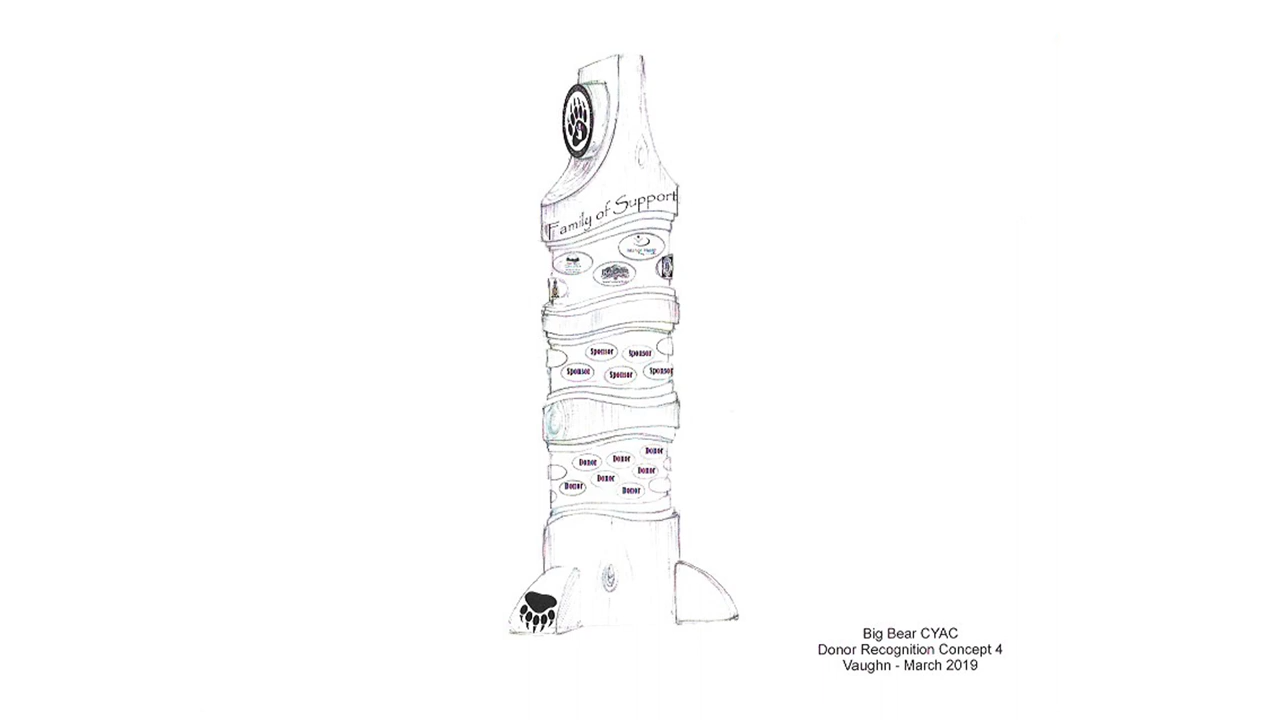 Family of Support
Sponsor Sponsor
Sponsor Sponsor Sponsor
Donor
Donor Donor
Donor
Donor
Donor Donor
Big Bear CYAC
Donor Recognition Concept 4
Vaughn - March 2019